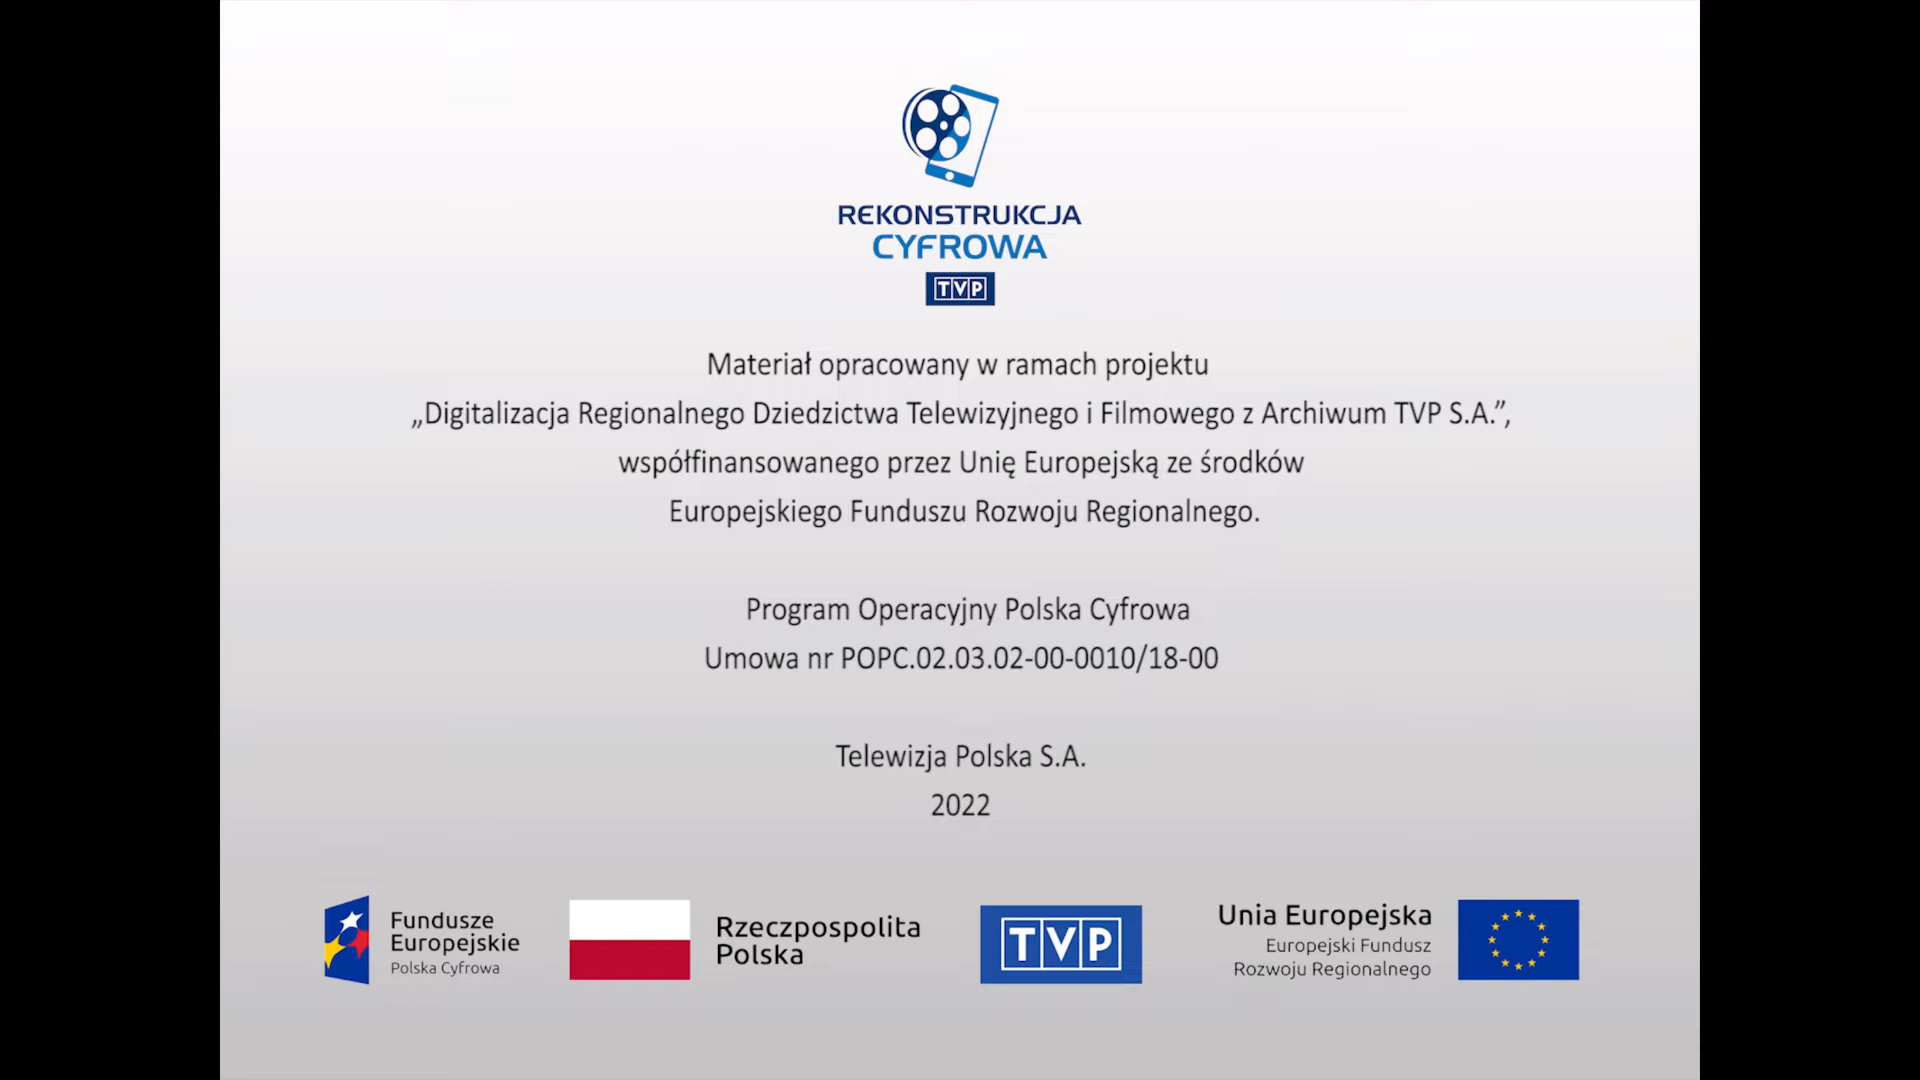 REKONSTRUKCJA
CYFROWA
TVP
Materiał opracowany w ramach projektu
„Digitalizacja Regionalnego Dziedzictwa Telewizyjnego i Filmowego z Archiwum TVP S.A.”,
współfinansowanego przez Unię Europejską ze środków
Europejskiego Funduszu Rozwoju Regionalnego.
Program Operacyjny Polska Cyfrowa
Umowa nr POPC.02.03.02-00-0010/18-00
Telewizja Polska S.A.
2022
Fundusze
Europejskie
Polska Cyfrowa
Rzeczpospolita
Polska
TVP
Unia Europejska
Europejski Fundusz
Rozwoju Regionalnego